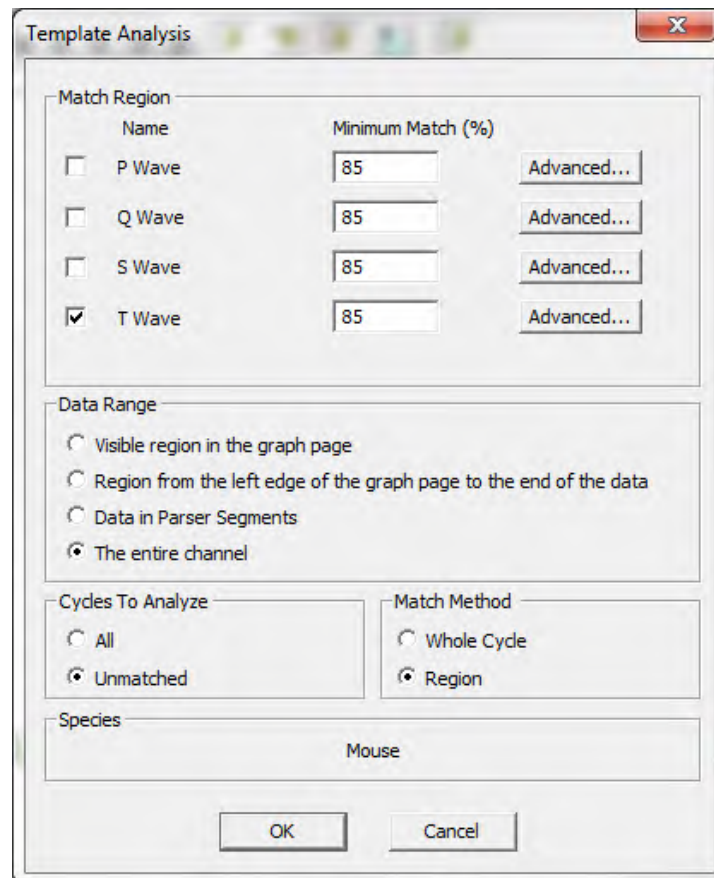 Template Analysis
Match Region
Name Minimum Match (%)
P Wave 85 Advanced...
Q Wave 85 Advanced...
S Wave 85 Advanced...
T Wave 85 Advanced...
Data Range
Visible region in the graph page
Region from the left edge of the graph page to the end of the data
Data in Parser Segments
The entire channel
Cycles To Analyze Match Method
All Whole Cycle
Unmatched Region
Species
Mouse
OK Cancel